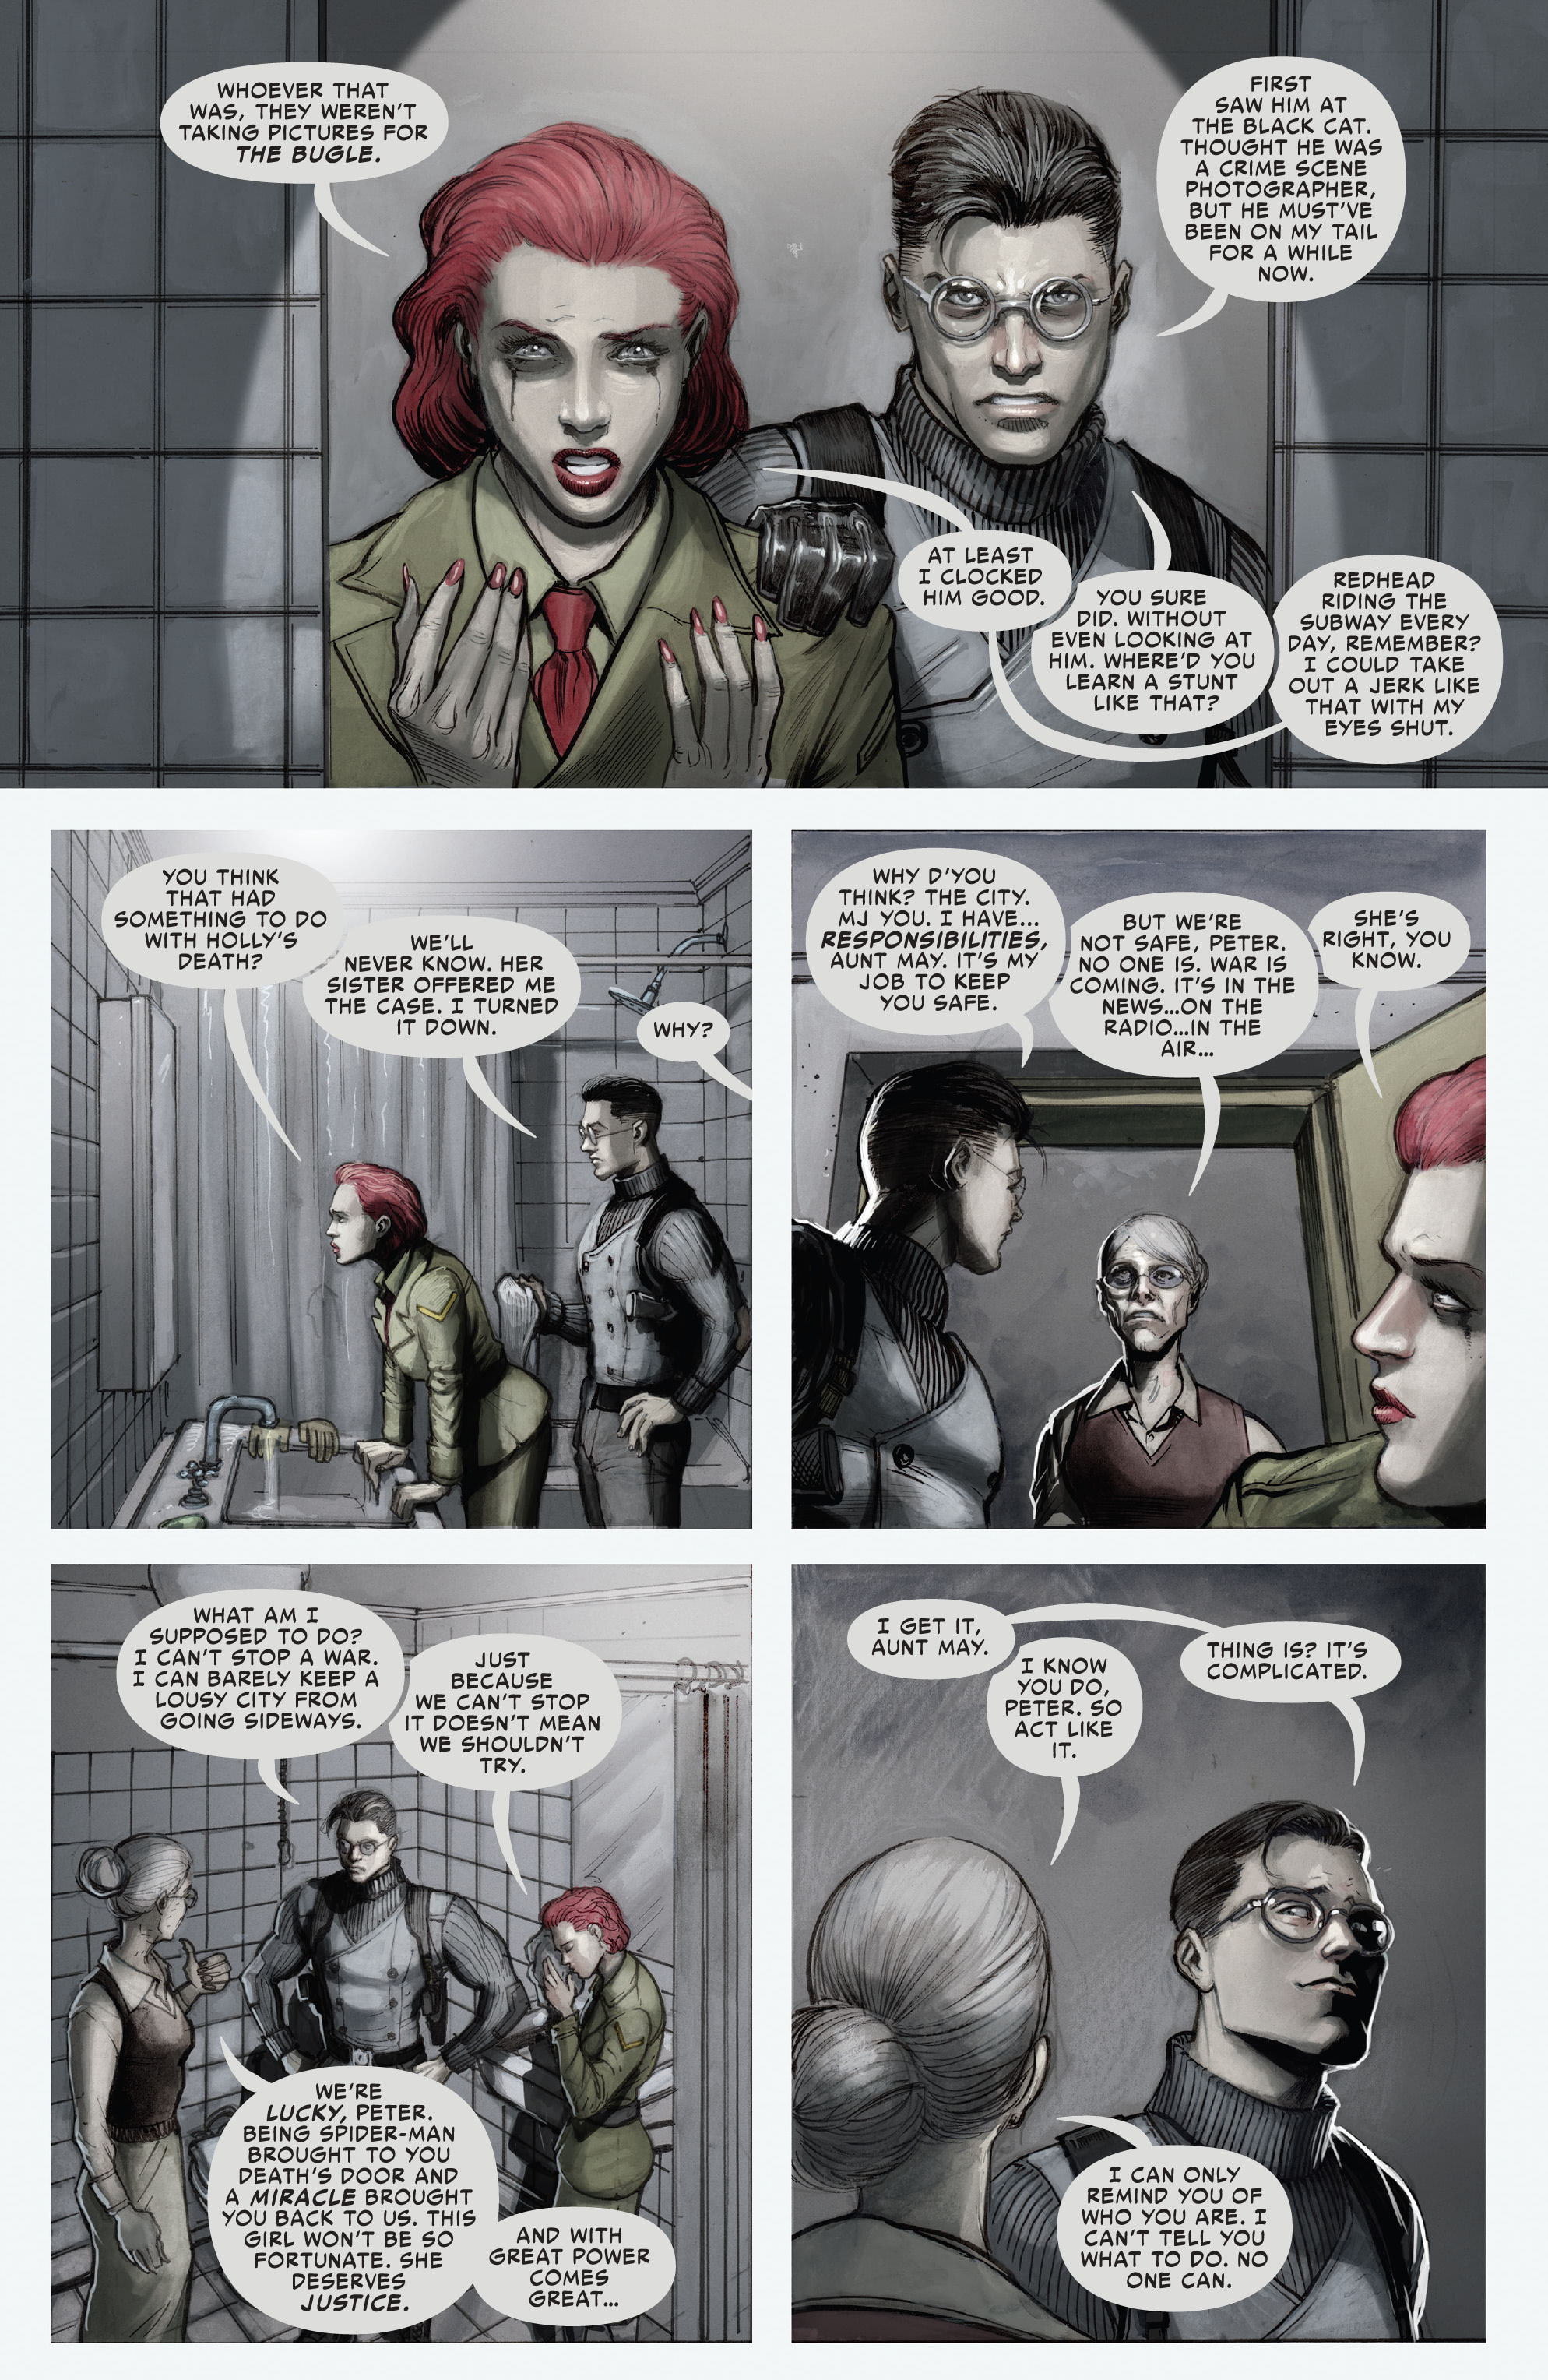 WHOEVER THAT
WAS, THEY WEREN'T
TAKING PICTURES FOR
THE BUGLE.
FIRST
SAW HIM AT
THE BLACK CAT.
THOUGHT HE WAS
A CRIME SCENE
PHOTOGRAPHER,
BUT HE MUST'VE
BEEN ON MY TAIL
FOR A WHILE
NOW.
AT LEAST
I CLOCKED
HIM GOOD.
YOU SURE
DID. WITHOUT
EVEN LOOKING AT
HIM. WHERE'D YOU
LEARN A STUNT
LIKE THAT?
REDHEAD
RIDING THE
SUBWAY EVERY
DAY, REMEMBER?
I COULD TAKE
OUT A JERK LIKE
THAT WITH MY
EYES SHUT.
YOU THINK
THAT HAD
SOMETHING TO DO
WITH HOLLY'S
DEATH?
WE'LL
NEVER KNOW. HER
SISTER OFFERED ME
THE CASE. I TURNED
IT DOWN.
WHY?
WHY D'YOU
THINK? THE CITY.
MJ YOU. I HAVE...
RESPONSIBILITIES,
AUNT MAY. IT'S MY
JOB TO KEEP
YOU SAFE.
BUT WE'RE
NOT SAFE, PETER.
NO ONE IS. WAR IS
COMING. IT'S IN THE
NEWS...ON THE
RADIO...IN THE
AIR...
SHE'S
RIGHT, YOU
KNOW.
WHAT AM I
SUPPOSED TO DO?
I CAN'T STOP A WAR.
I CAN BARELY KEEP A
LOUSY CITY FROM
GOING SIDEWAYS.
JUST
BECAUSE
WE CAN'T STOP
IT DOESN'T MEAN
WE SHOULDN'T
TRY.
WE'RE
LUCKY, PETER.
BEING SPIDER-MAN
BROUGHT TO YOU
DEATH'S DOOR AND
A MIRACLE BROUGHT
YOU BACK TO US. THIS
GIRL WON'T BE SO
FORTUNATE. SHE
DESERVES
JUSTICE.
AND WITH
GREAT POWER
COMES
GREAT...
I GET IT,
AUNT MAY.
THING IS? IT'S
COMPLICATED.
I KNOW
YOU DO,
PETER. SO
ACT LIKE
IT.
I CAN ONLY
REMIND YOU OF
WHO YOU ARE. I
CAN'T TELL YOU
WHAT TO DO. NO
ONE CAN.